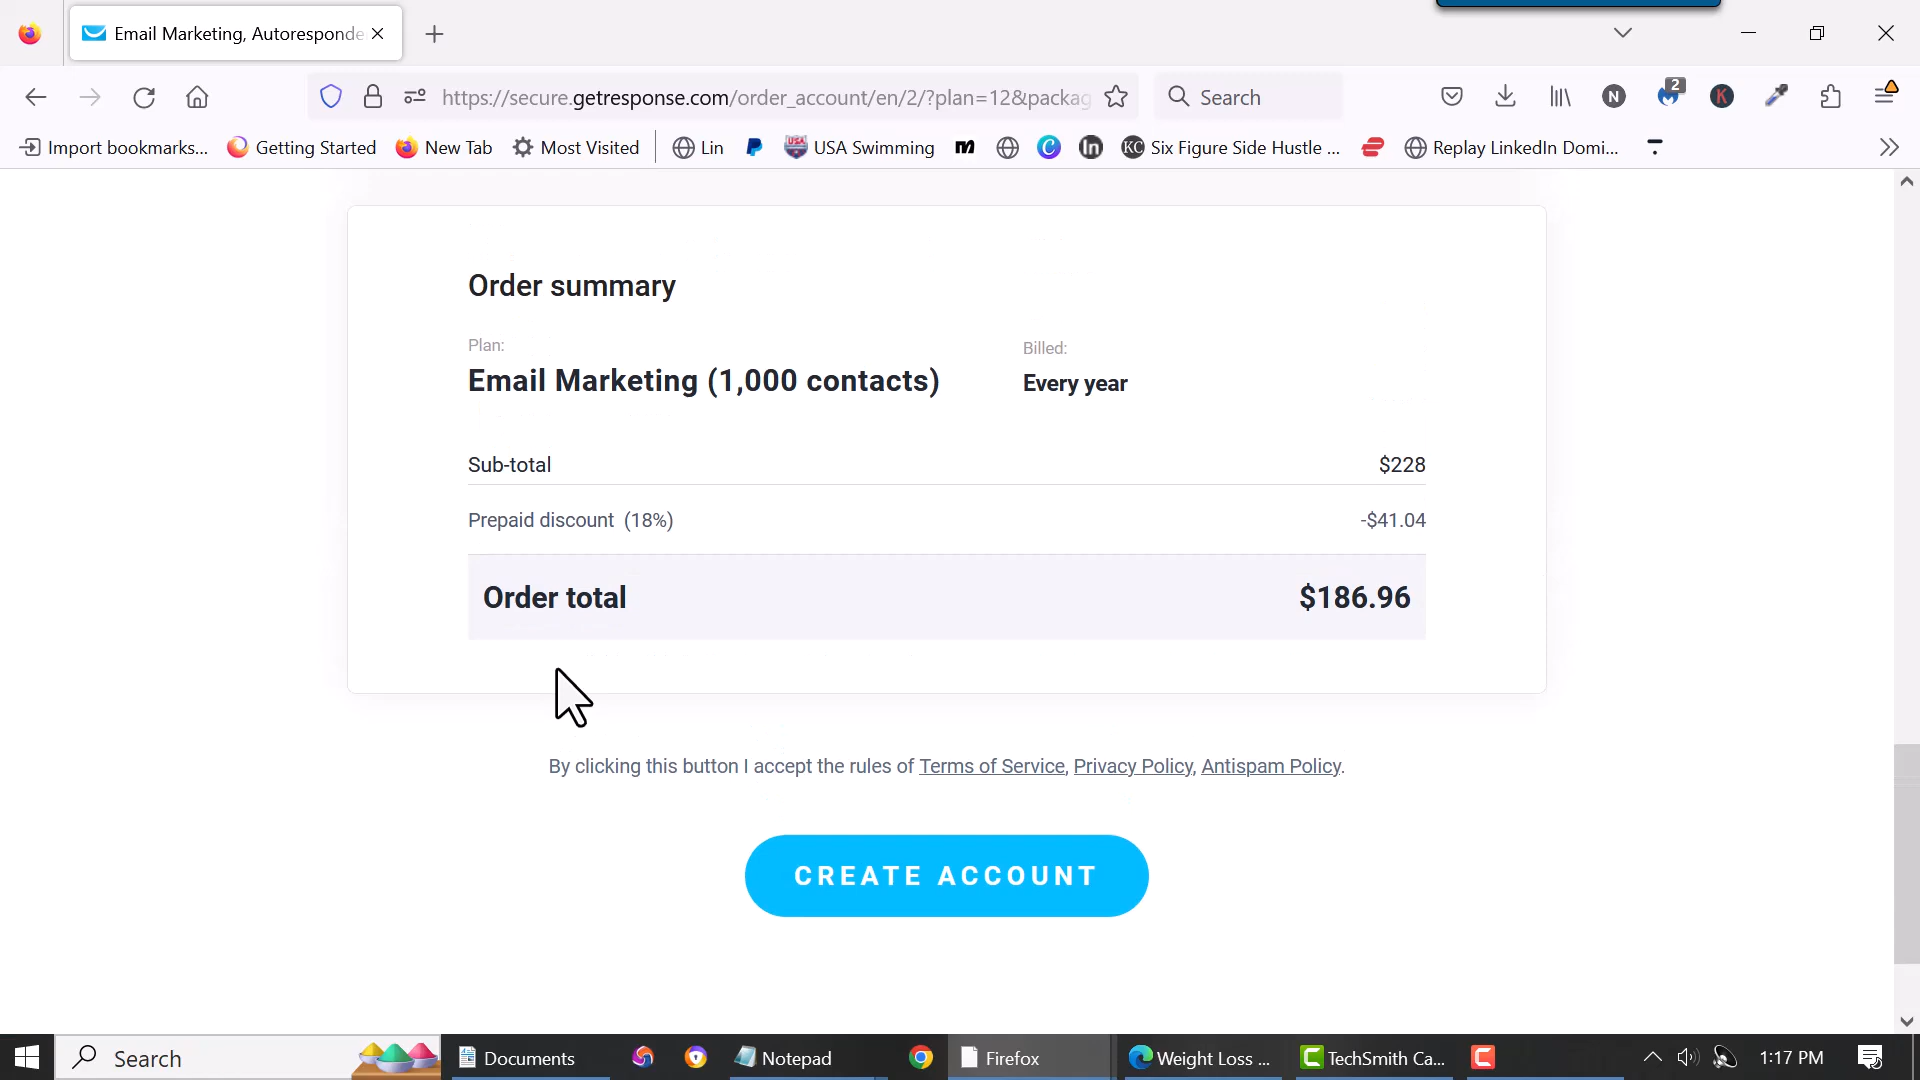 Email Marketing, Autoresponde
https://secure.getresponse.com/order_account/en/2/?plan=12&packag
Search
N
2
K
Import bookmarks...
Getting Started
New Tab
Most Visited
Lin
USA Swimming
KC
Six Figure Side Hustle ...
Replay LinkedIn Domi...
Order summary
Plan:
Billed:
Email Marketing (1,000 contacts)
Every year
Sub-total
$228
Prepaid discount (18%)
-$41.04
Order total
$186.96
By clicking this button I accept the rules of Terms of Service, Privacy Policy, Antispam Policy.
CREATE ACCOUNT
Search
Documents
Notepad
Firefox
Weight Loss ...
TechSmith Ca...
1:17 PM